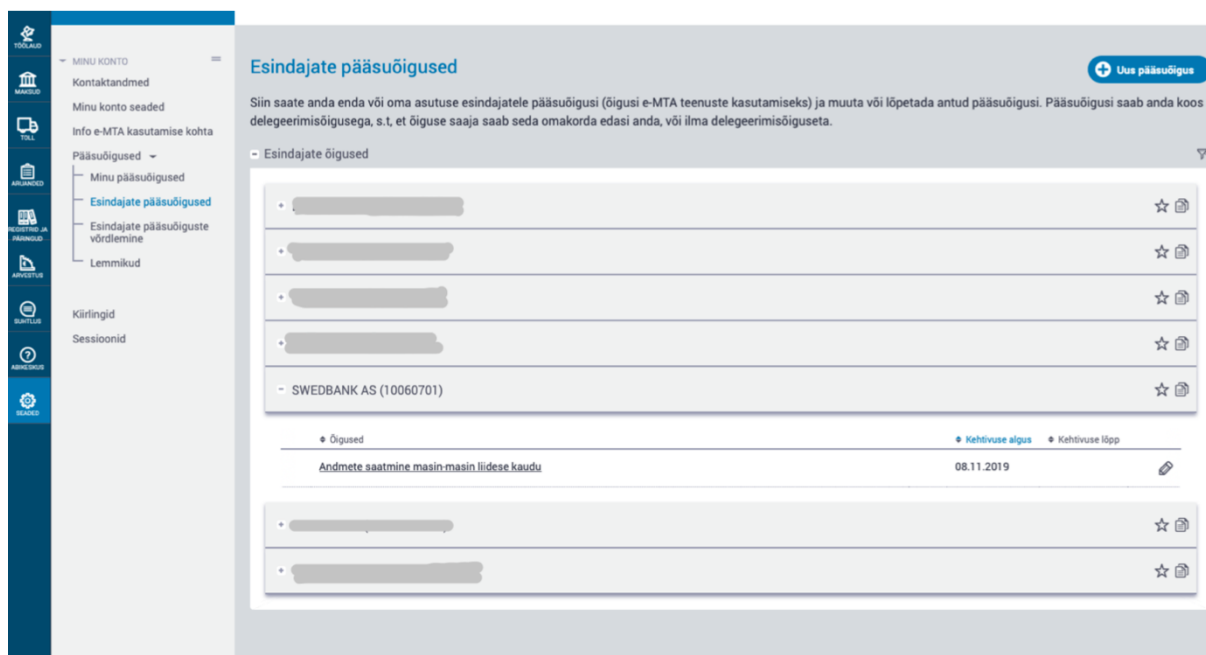 TÖÖLAUD
MAKSUD
TOLL
ARUANDED
REGISTRID JA
PÄRINGUD
ARVESTUS
SUHTLUS
ABIKESKUS
SEADED
MINU KONTO
Kontaktandmed
Minu konto seaded
Info e-MTA kasutamise kohta
Pääsuõigused
Minu pääsuõigused
Esindajate pääsuõigused
Esindajate pääsuõiguste
võrdlemine
Lemmikud
Kiirlingid
Sessioonid
Esindajate pääsuõigused
Uus pääsuõigus
Siin saate anda enda või oma asutuse esindajatele pääsuõigusi (õigusi e-MTA teenuste kasutamiseks) ja muuta või lõpetada antud pääsuõigusi. Pääsuõigusi saab anda koos
delegeerimisõigusega, s.t, et õiguse saaja saab seda omakorda edasi anda, või ilma delegeerimisõiguseta.
Esindajate õigused
SWEDBANK AS (10060701)
Õigused Kehtivuse algus Kehtivuse lõpp
Andmete saatmine masin-masin liidese kaudu 08.11.2019